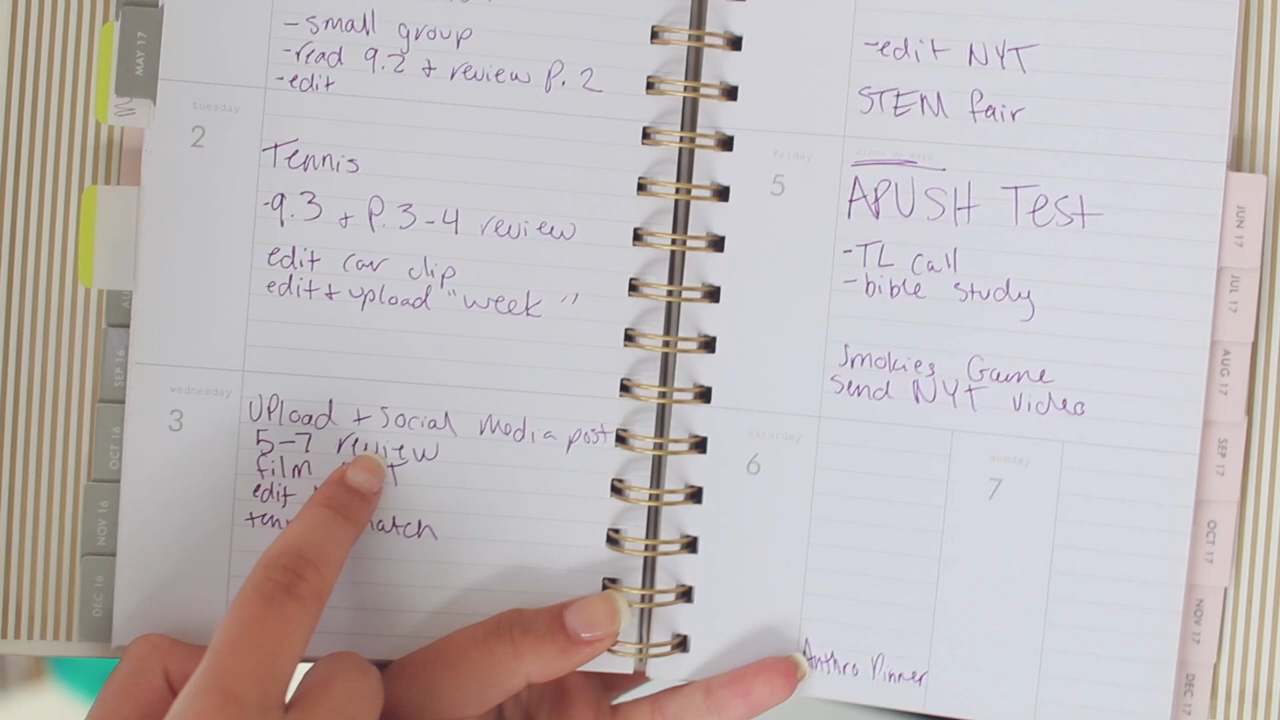 MAY 17
-small group
-read 9.2 + review P. 2
-edit
tuesday
2
Tennis
-9.3 + P. 3-4 review
edit car clip
edit + upload "week"
wednesday
3
Upload + Social Media post
5-7 review
film
edit
match
-edit NYT
STEM fair
friday
5
APUSH Test
-TL call
-bible study
Smokies Game
Send NYT video
saturday
6
Anthro Dinner
sunday
7
SEP 16
OCT 16
NOV 16
DEC 16
JUN 17
JUL 17
AUG 17
SEP 17
OCT 17
NOV 17
DEC 17